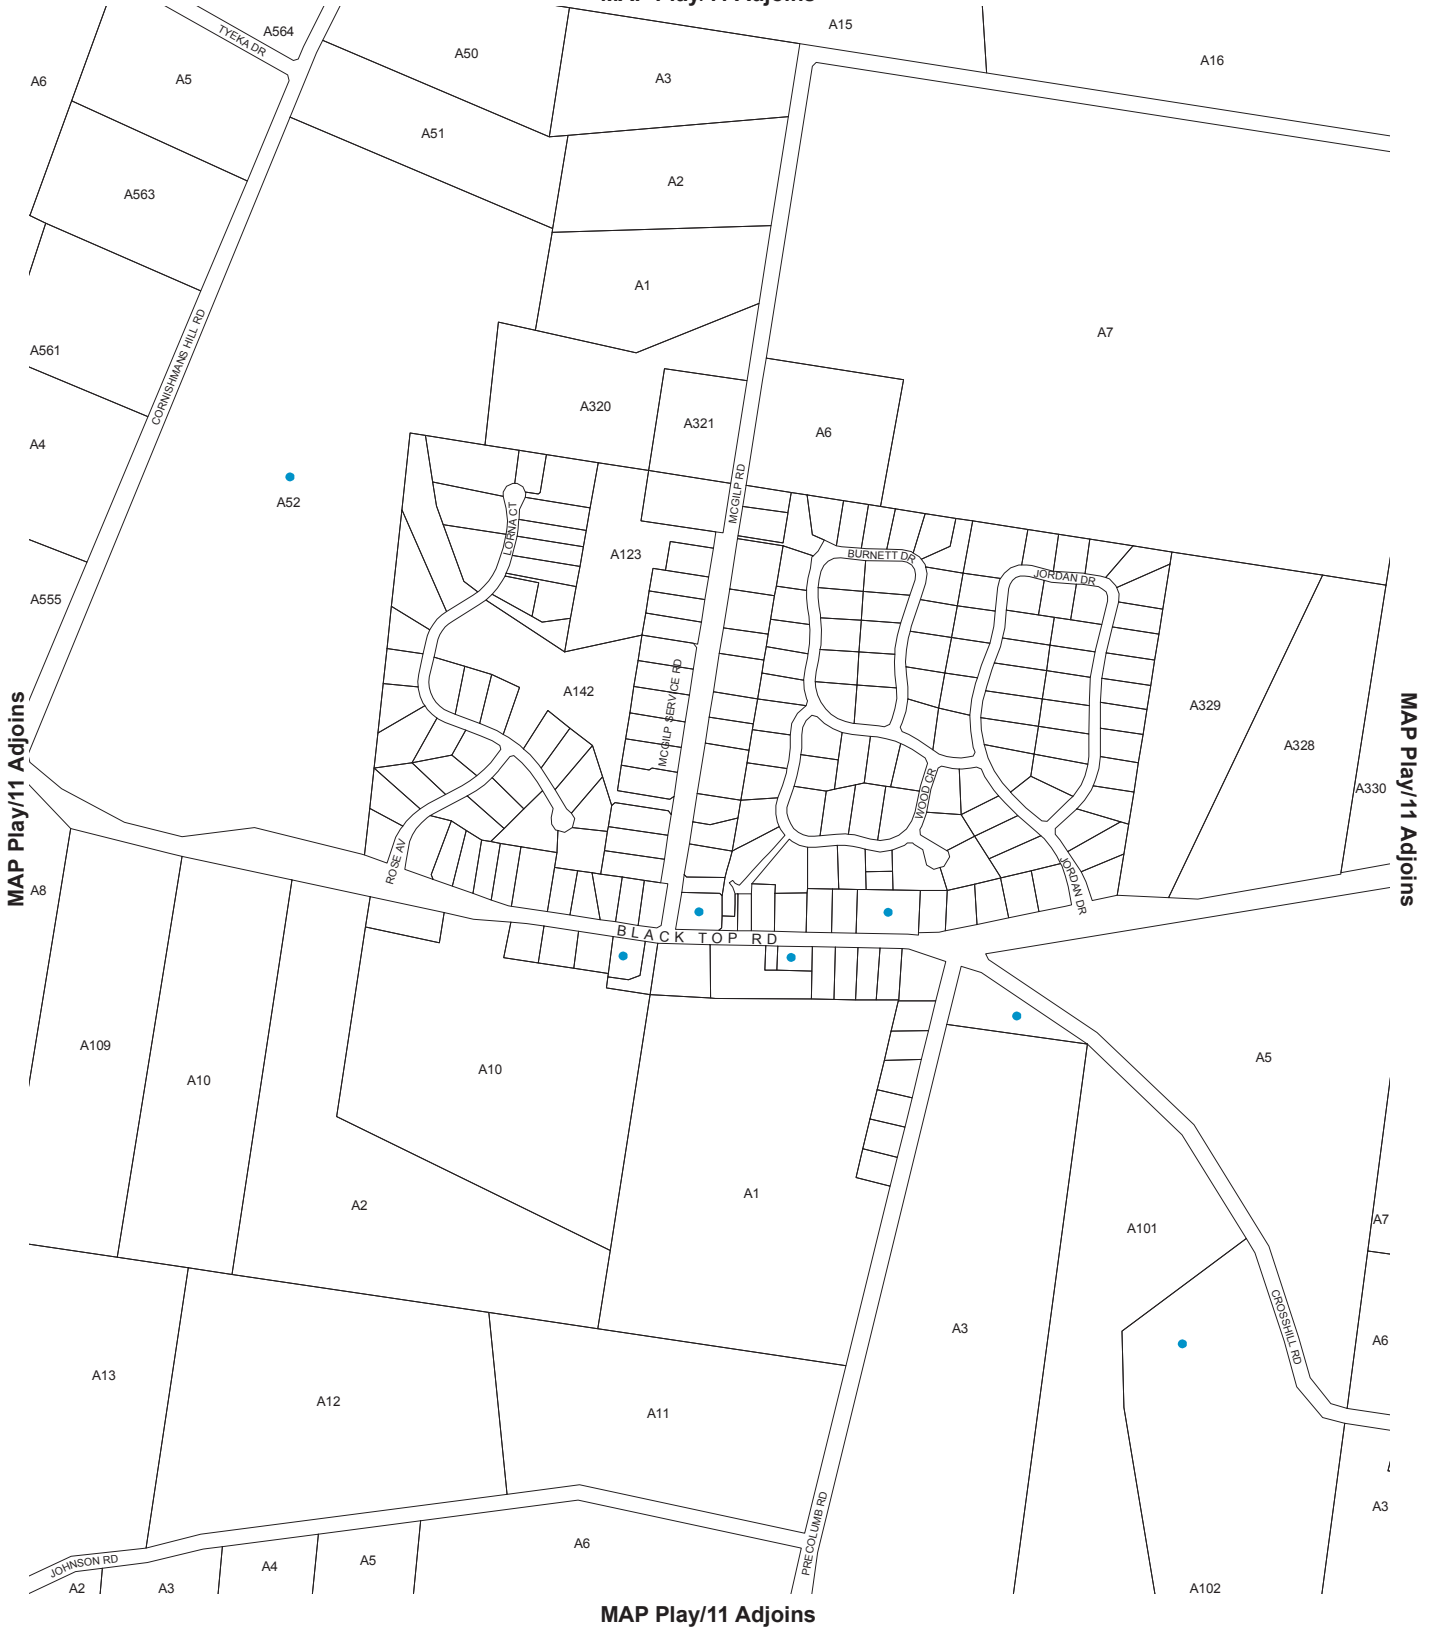 MAP Play/11 Adjoins
A15
A564
TYEKA DR
A50
A16
A6
A5
A3
A51
A2
A563
A1
A7
CORNISHMANS HILL RD
A561
A320
A321
A6
A4
MCGILP RD
A52
LORNA CT
A123
BURNETT DR
JORDAN DR
A555
MCGILP SERVICE RD
A142
A329
A328
MAP Play/11 Adjoins
MAP Play/11 Adjoins
A330
WOOD CR
ROSE AV
JORDAN DR
A8
BLACK TOP RD
A109
A10
A10
A5
A2
A1
A101
A7
A3
CROSSHILL RD
A6
A13
A12
A11
A3
PRECOLUMB RD
JOHNSON RD
A2
A3
A4
A5
A6
A102
MAP Play/11 Adjoins